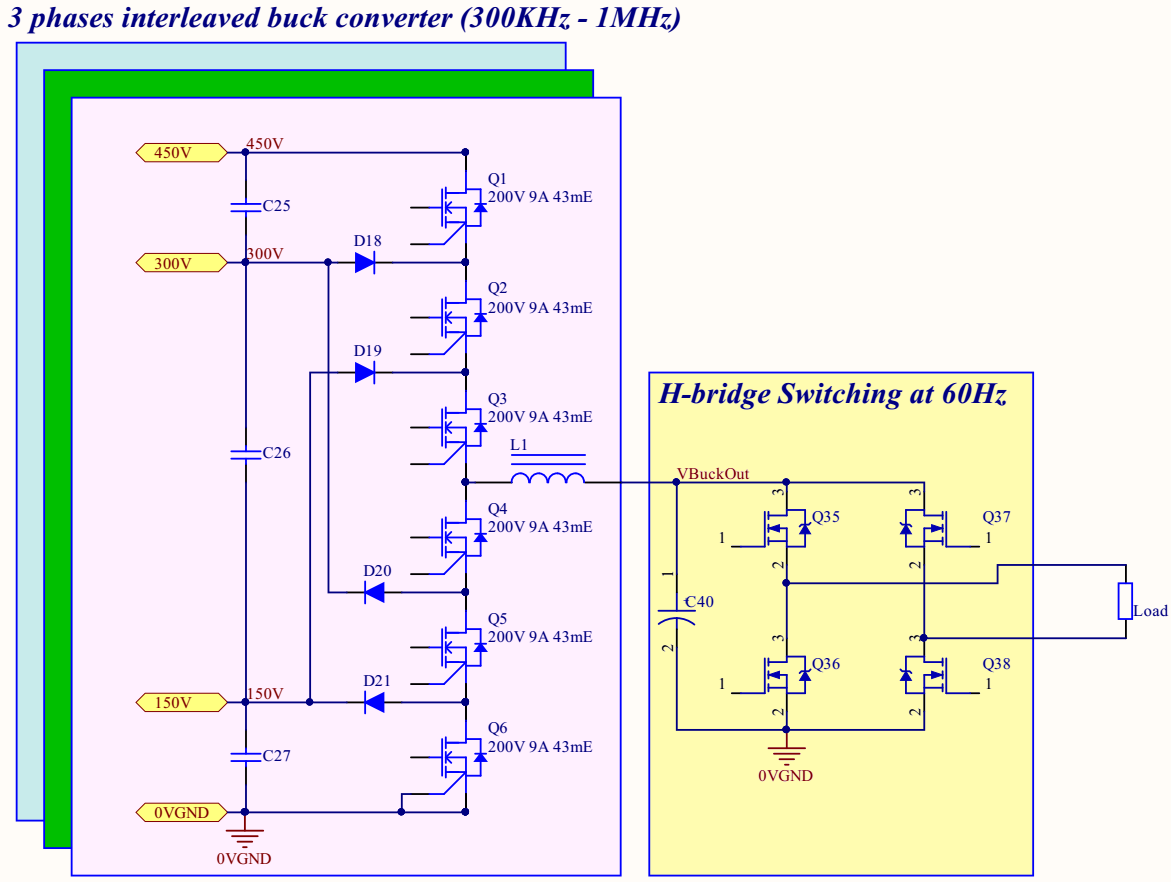 3 phases interleaved buck converter (300KHz - 1MHz)
450V
450V
Q1
200V 9A 43mE
C25
D18
300V
300V
Q2
200V 9A 43mE
D19
Q3
200V 9A 43mE
H-bridge Switching at 60Hz
L1
C26
VBuckOut
3
3
Q4
200V 9A 43mE
Q35
Q37
1
1
2
2
D20
1
C40
Load
Q5
200V 9A 43mE
2
3
3
Q36
Q38
1
1
2
2
D21
150V
150V
Q6
200V 9A 43mE
C27
0VGND
0VGND
0VGND